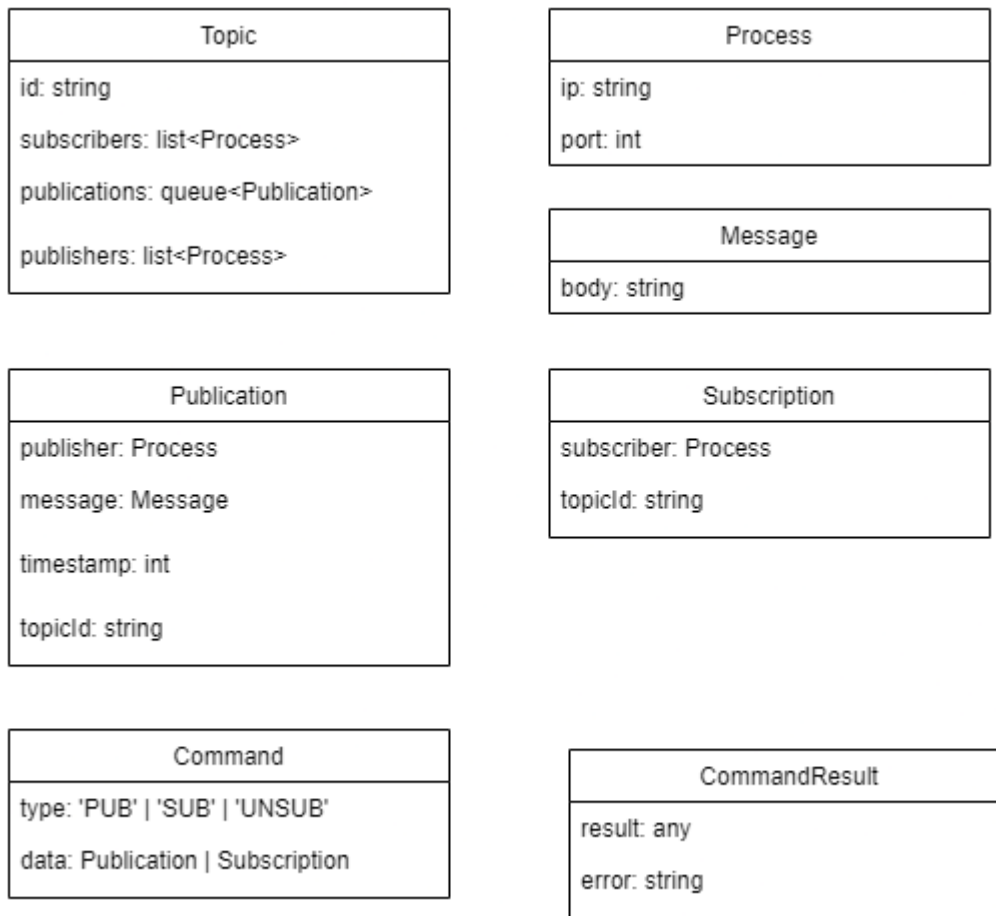 Topic
id: string
subscribers: list<Process>
publications: queue<Publication>
publishers: list<Process>
Process
ip: string
port: int
Message
body: string
Publication
publisher: Process
message: Message
timestamp: int
topicId: string
Subscription
subscriber: Process
topicId: string
Command
type: 'PUB' | 'SUB' | 'UNSUB'
data: Publication | Subscription
CommandResult
result: any
error: string